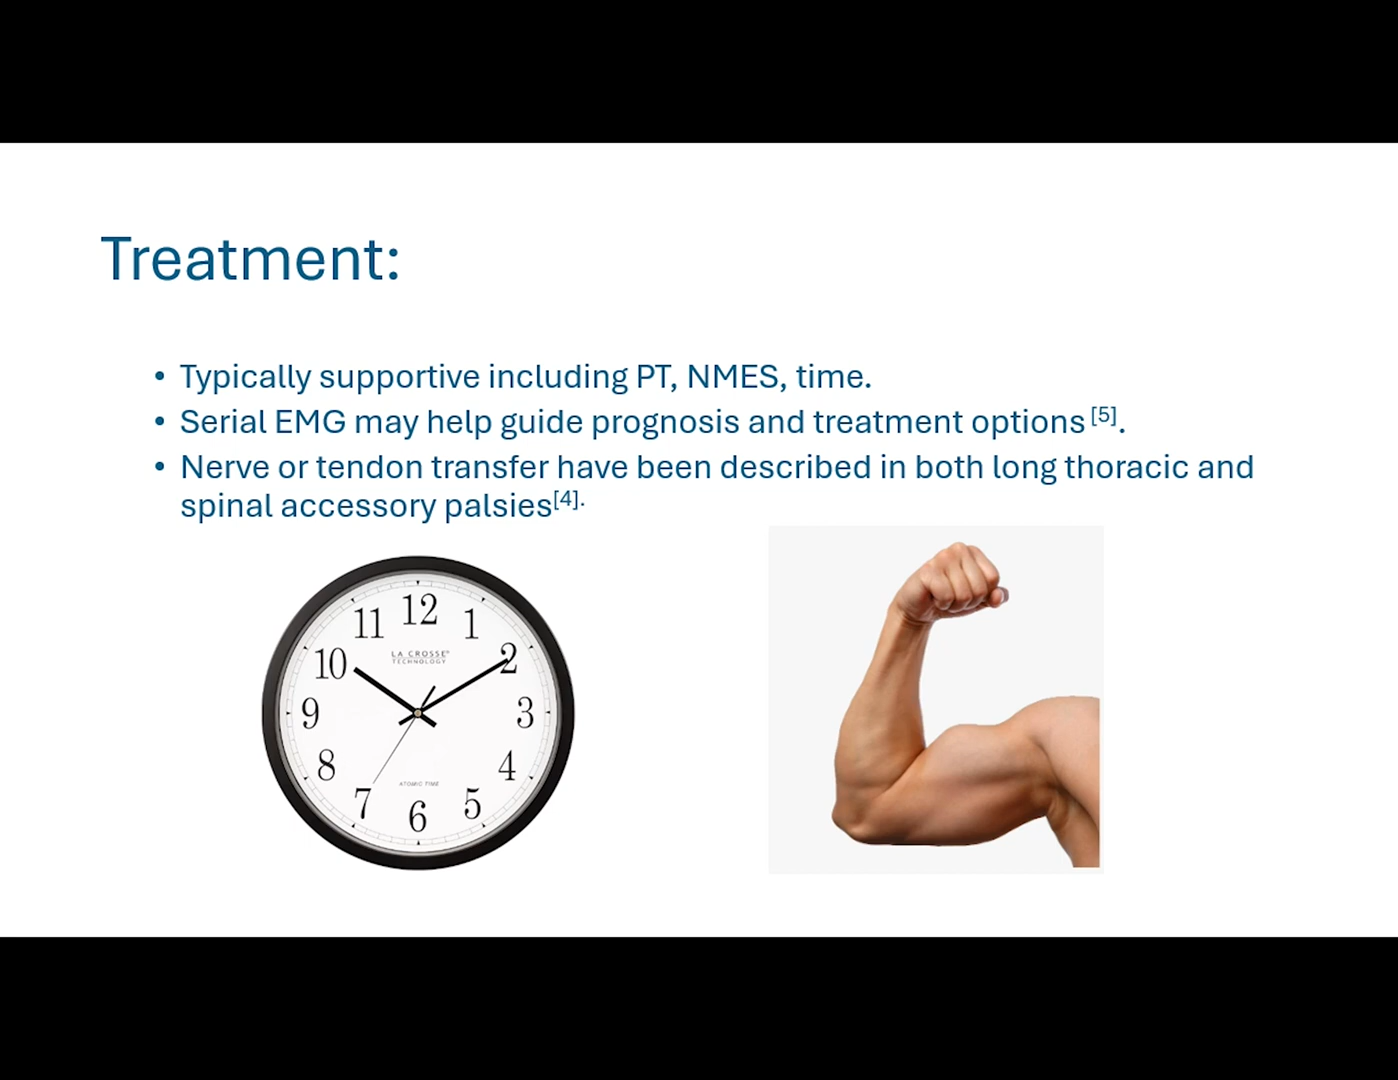 Treatment:
• Typically supportive including PT, NMES, time.
• Serial EMG may help guide prognosis and treatment options [5].
• Nerve or tendon transfer have been described in both long thoracic and
spinal accessory palsies[4].
12
11 1
LA CROSSE®
TECHNOLOGY
10 2
9 3
8 4
ATOMIC TIME
7 5
6